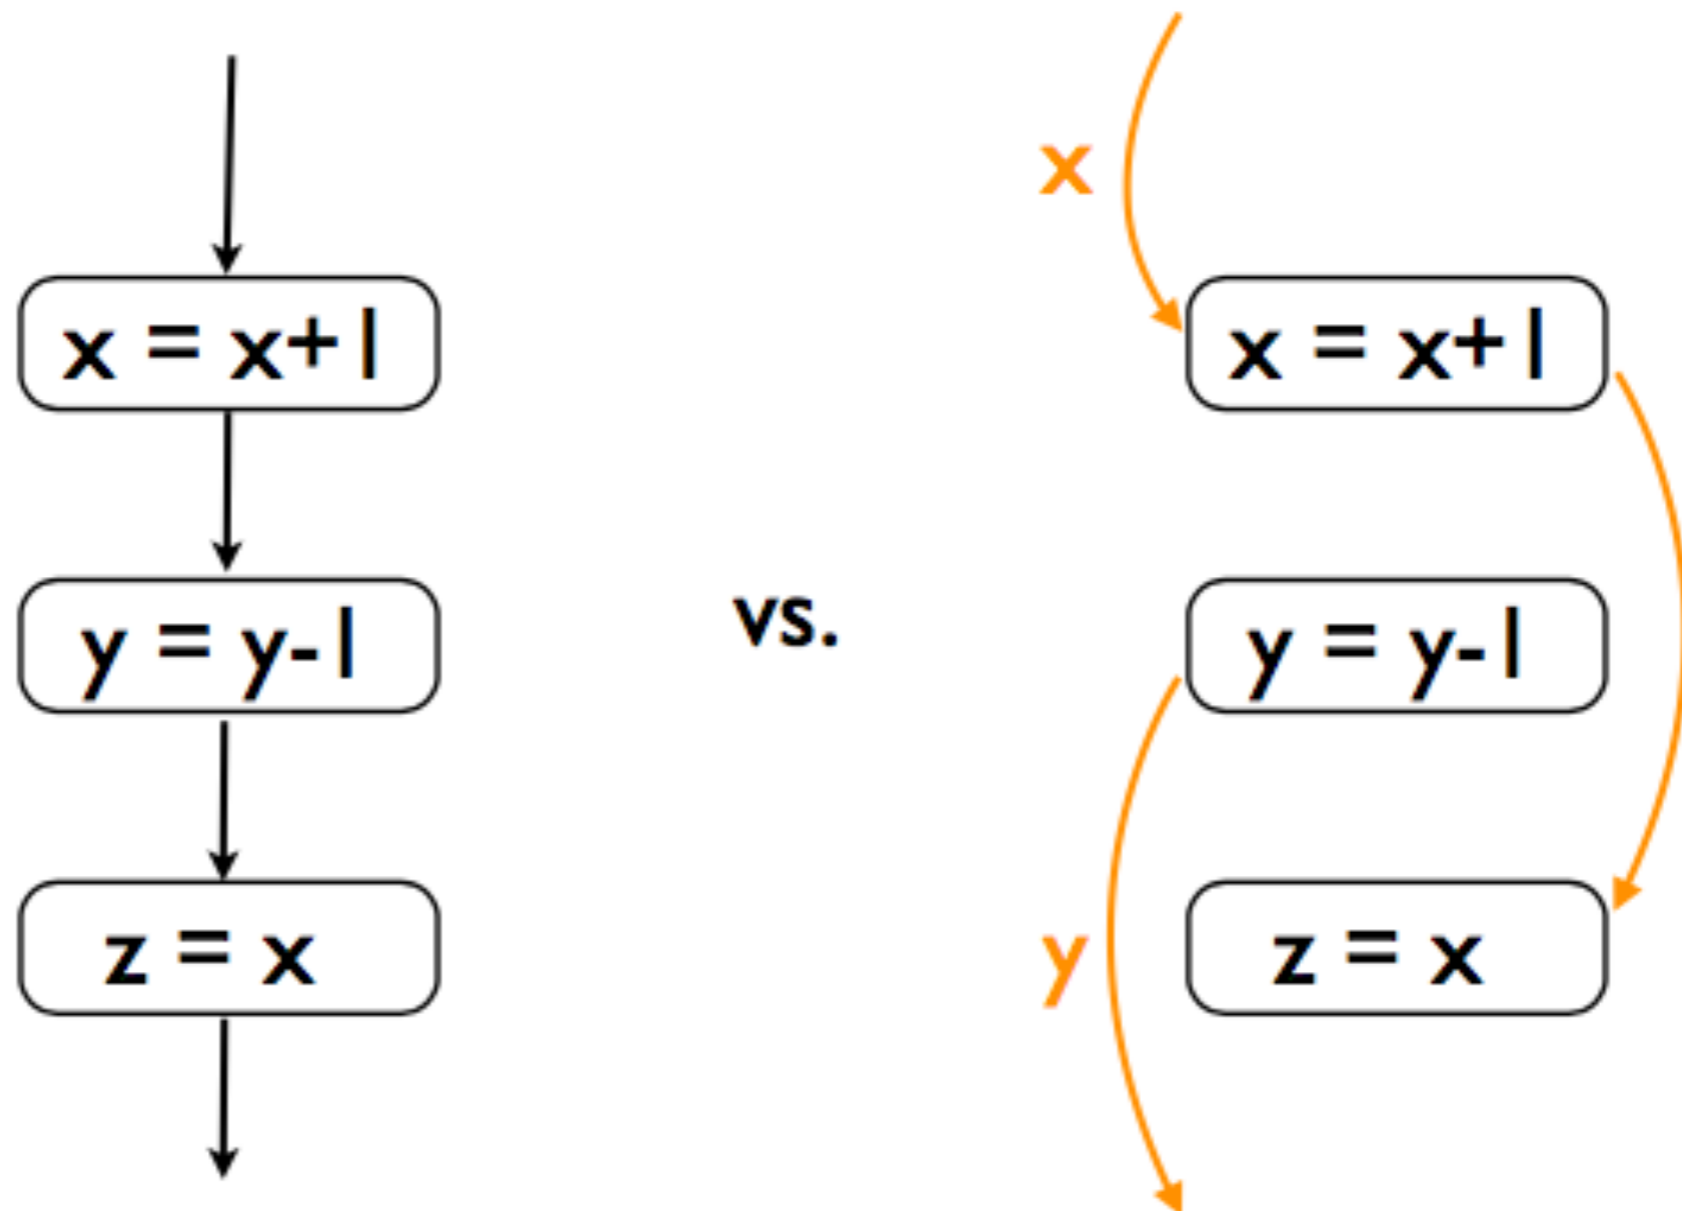 x
x = x+1
x = x+1
y = y-1
vs.
y = y-1
z = x
y
z = x